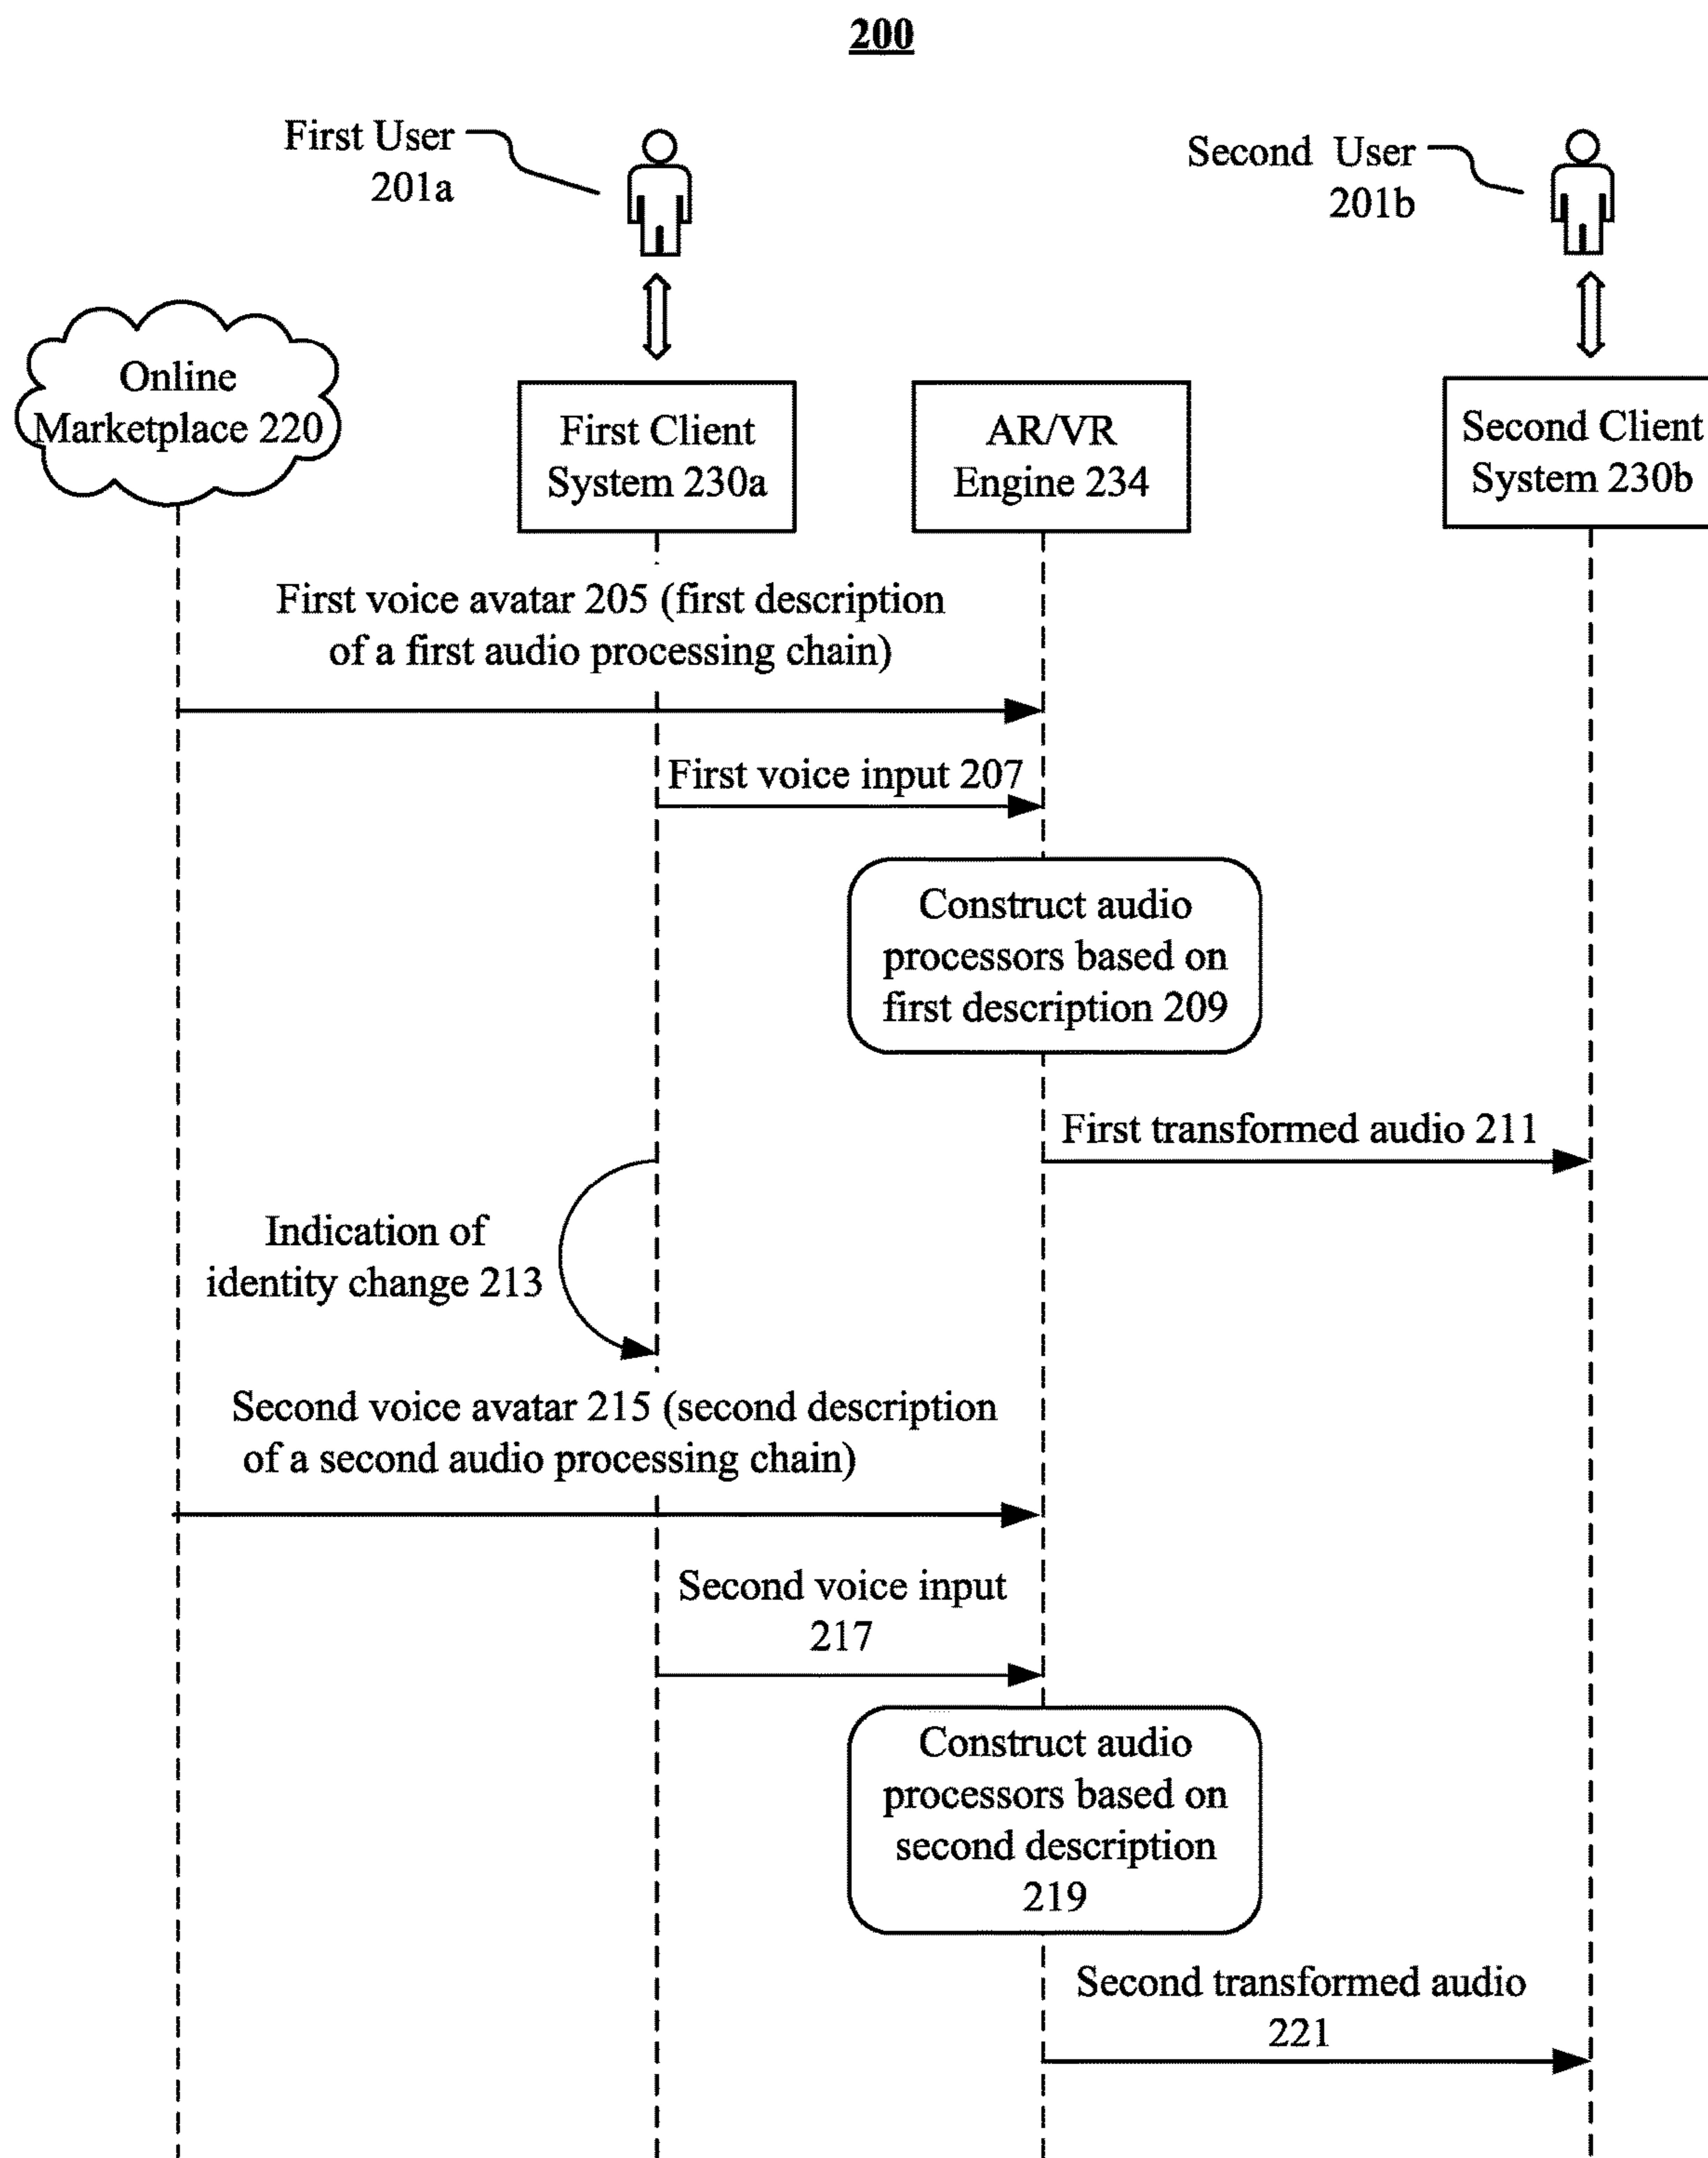 200
First User
201a
Second User
201b
Online
Marketplace 220
First Client
System 230a
AR/VR
Engine 234
Second Client
System 230b
First voice avatar 205 (first description
of a first audio processing chain)
First voice input 207
Construct audio
processors based on
first description 209
First transformed audio 211
Indication of
identity change 213
Second voice avatar 215 (second description
of a second audio processing chain)
Second voice input
217
Construct audio
processors based on
second description
219
Second transformed audio
221